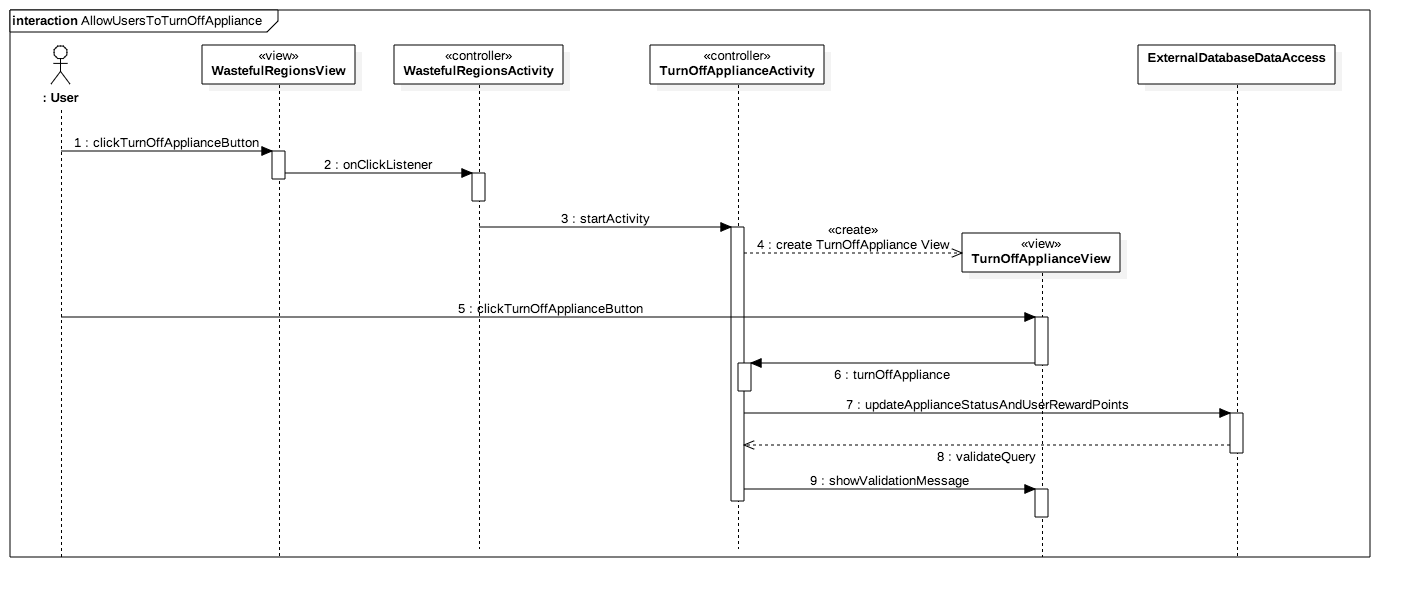 interaction AllowUsersToTurnOffAppliance
: User
«view»
WastefulRegionsView
«controller»
WastefulRegionsActivity
«controller»
TurnOffApplianceActivity
ExternalDatabaseDataAccess
1 : clickTurnOffApplianceButton
2 : onClickListener
3 : startActivity
«create»
4 : create TurnOffAppliance View
«view»
TurnOffApplianceView
5 : clickTurnOffApplianceButton
6 : turnOffAppliance
7 : updateApplianceStatusAndUserRewardPoints
8 : validateQuery
9 : showValidationMessage